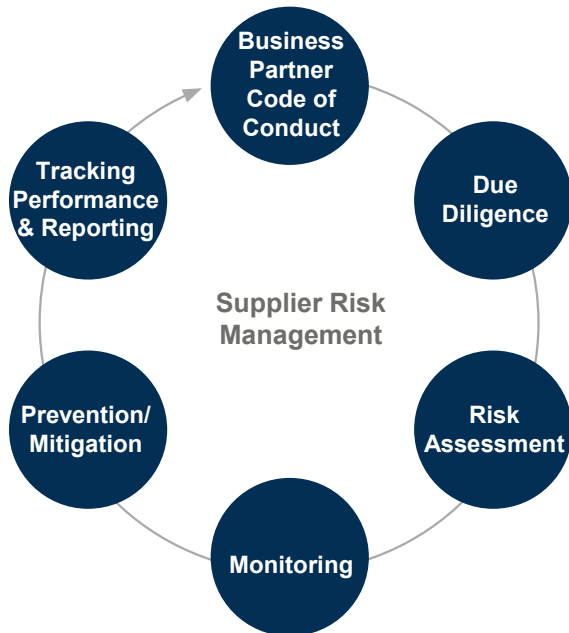 Business
Partner
Code of
Conduct
Due
Diligence
Risk
Assessment
Monitoring
Prevention/
Mitigation
Tracking
Performance
& Reporting
Supplier Risk
Management